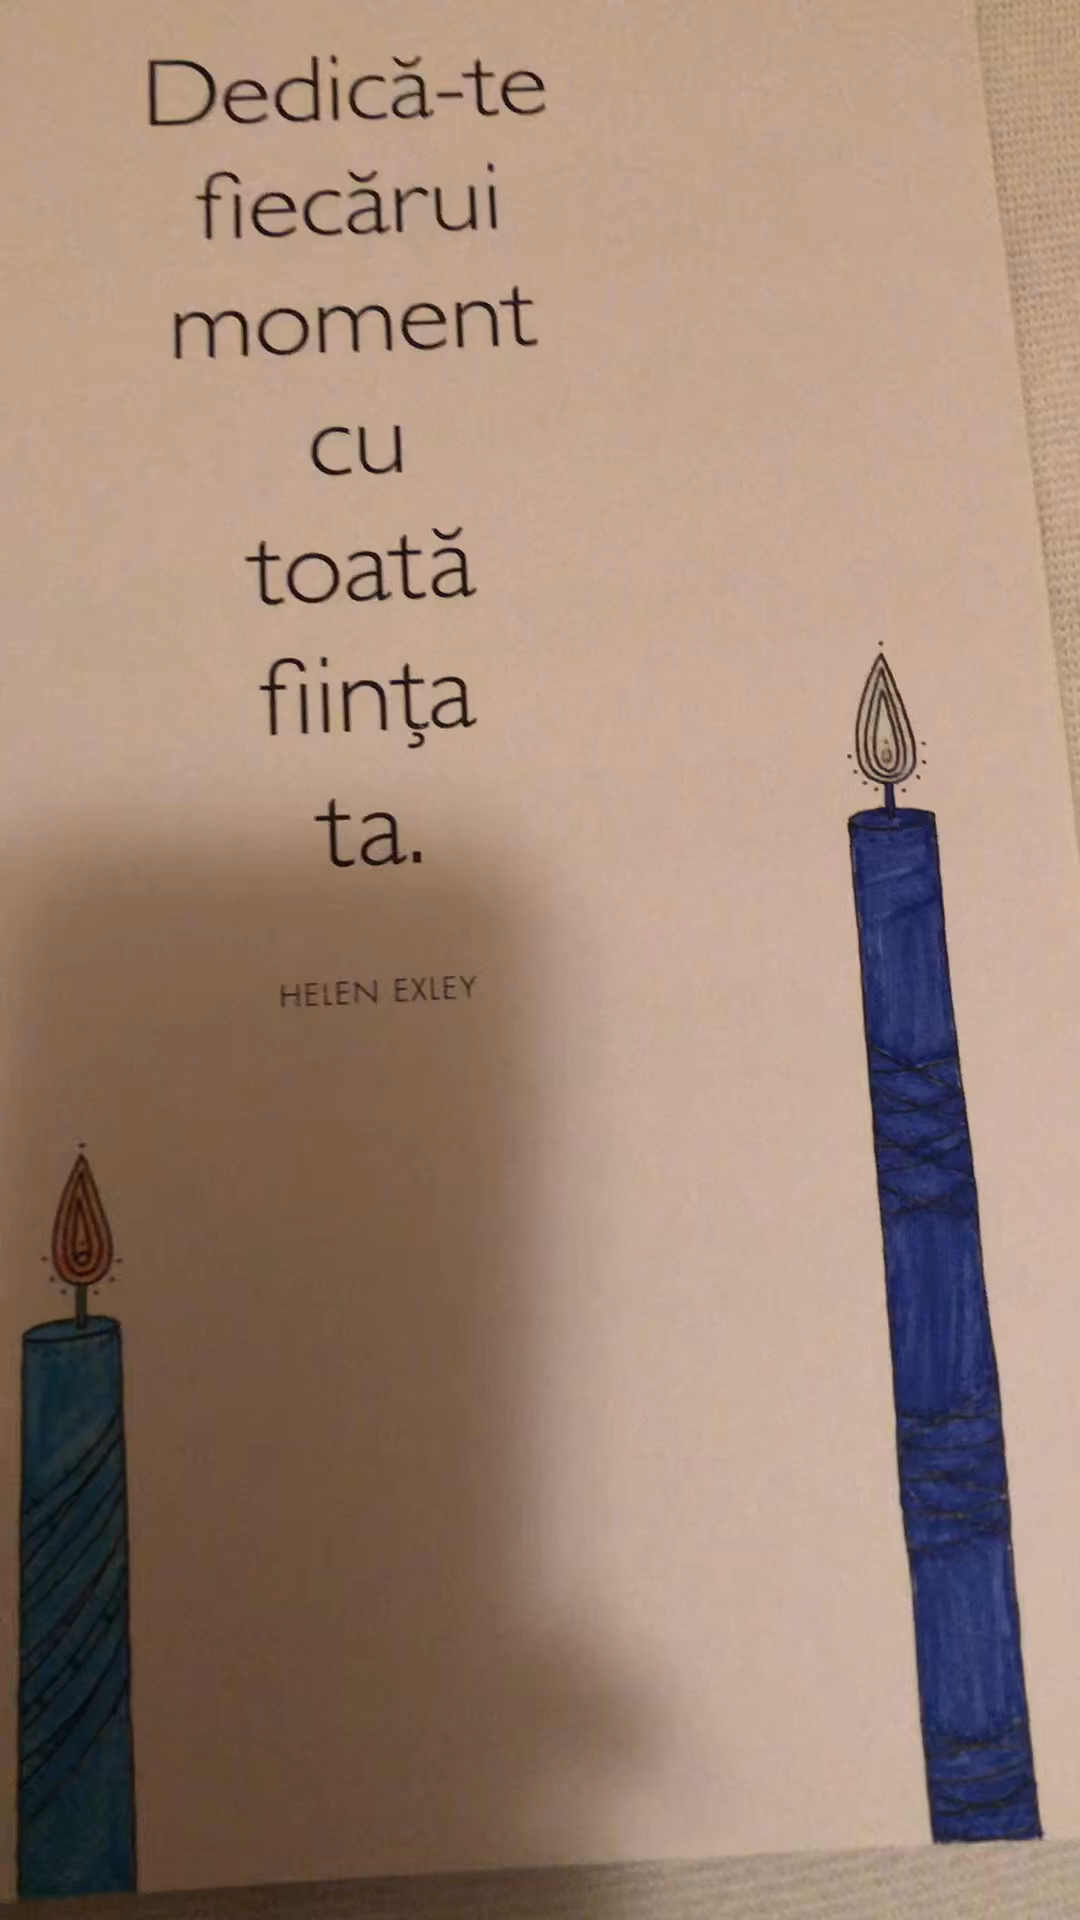 Dedică-te
fiecărui
moment
cu
toată
ființa
ta.
HELEN EXLEY